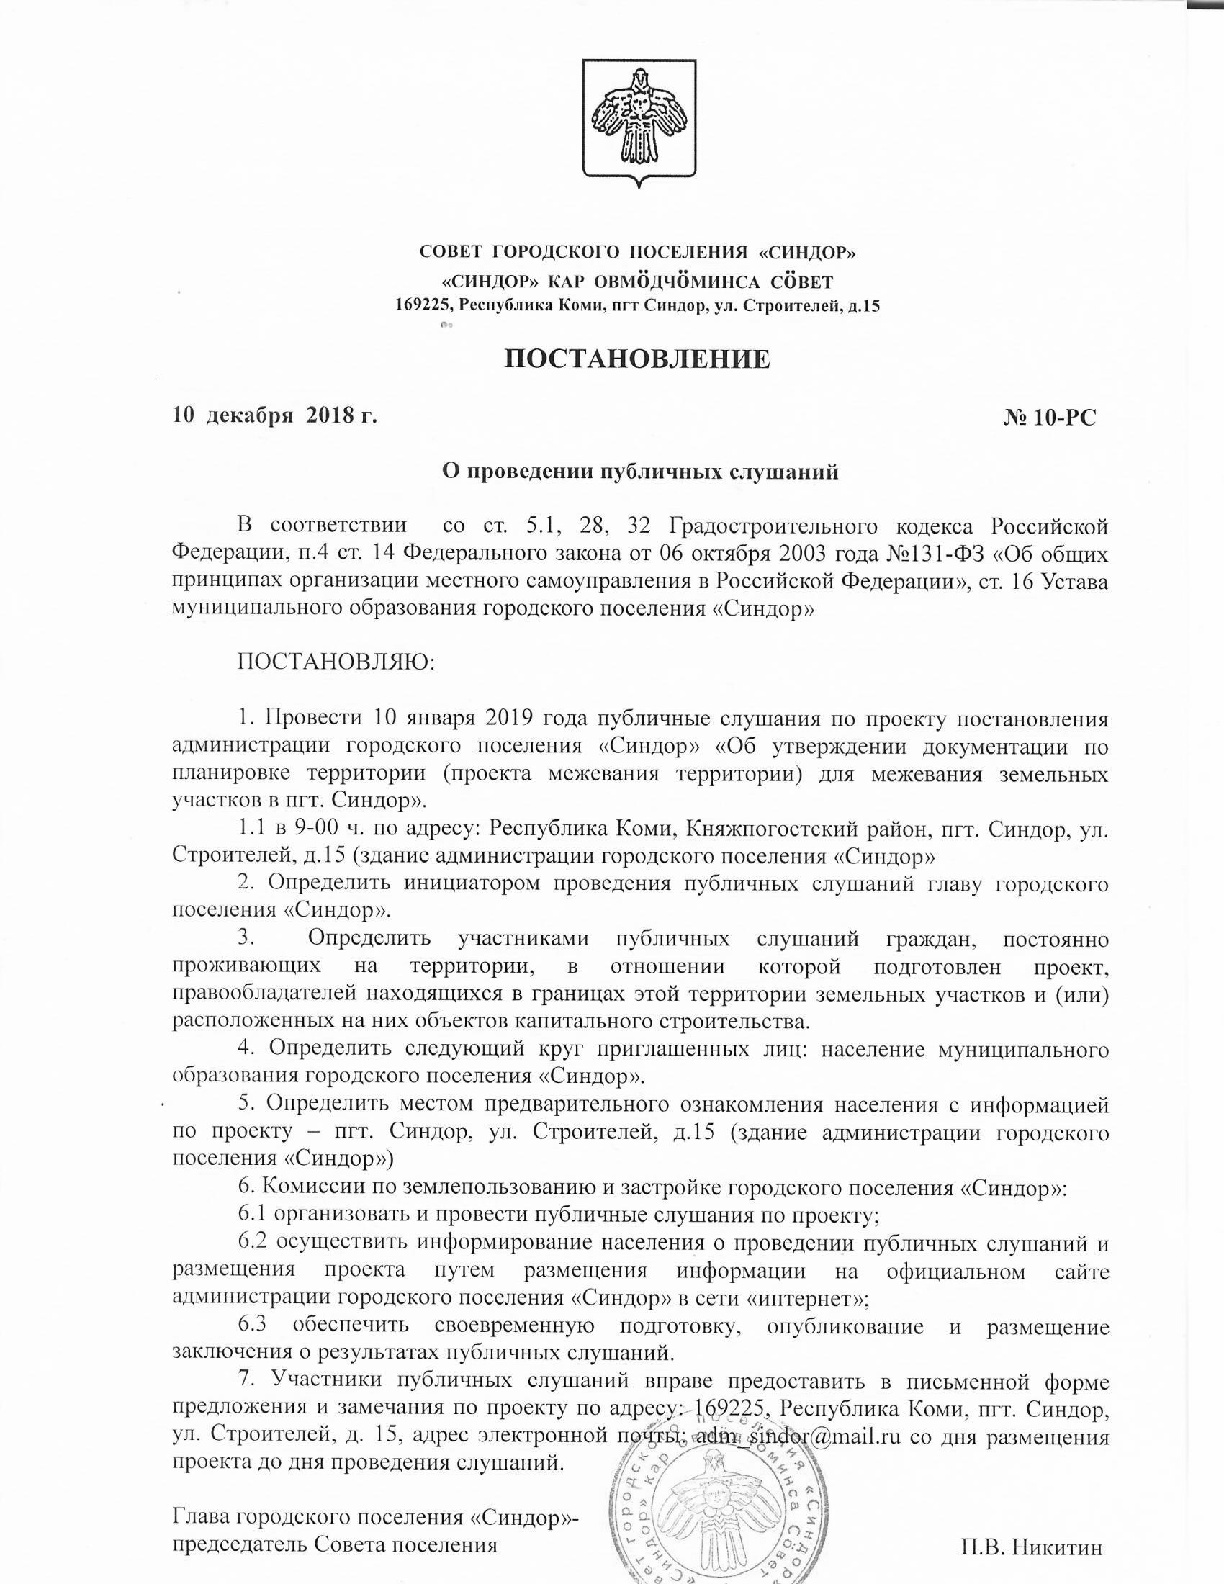 СОВЕТ ГОРОДСКОГО ПОСЕЛЕНИЯ «СИНДОР»
«СИНДОР» КАР ОВМӦДЧӦМИНСА СӦВЕТ
169225, Республика Коми, пгт Синдор, ул. Строителей, д.15
ПОСТАНОВЛЕНИЕ
10 декабря 2018 г. № 10-РС
О проведении публичных слушаний
В соответствии со ст. 5.1, 28, 32 Градостроительного кодекса Российской
Федерации, п.4 ст. 14 Федерального закона от 06 октября 2003 года №131-ФЗ «Об общих
принципах организации местного самоуправления в Российской Федерации», ст. 16 Устава
муниципального образования городского поселения «Синдор»
ПОСТАНОВЛЯЮ:
1. Провести 10 января 2019 года публичные слушания по проекту постановления
администрации городского поселения «Синдор» «Об утверждении документации по
планировке территории (проекта межевания территории) для межевания земельных
участков в пгт. Синдор».
1.1 в 9-00 ч. по адресу: Республика Коми, Княжпогостский район, пгт. Синдор, ул.
Строителей, д.15 (здание администрации городского поселения «Синдор»
2. Определить инициатором проведения публичных слушаний главу городского
поселения «Синдор».
3. Определить участниками публичных слушаний граждан, постоянно
проживающих на территории, в отношении которой подготовлен проект,
правообладателей находящихся в границах этой территории земельных участков и (или)
расположенных на них объектов капитального строительства.
4. Определить следующий круг приглашенных лиц: население муниципального
образования городского поселения «Синдор».
5. Определить местом предварительного ознакомления населения с информацией
по проекту – пгт. Синдор, ул. Строителей, д.15 (здание администрации городского
поселения «Синдор»)
6. Комиссии по землепользованию и застройке городского поселения «Синдор»:
6.1 организовать и провести публичные слушания по проекту;
6.2 осуществить информирование населения о проведении публичных слушаний и
размещения проекта путем размещения информации на официальном сайте
администрации городского поселения «Синдор» в сети «интернет»;
6.3 обеспечить своевременную подготовку, опубликование и размещение
заключения о результатах публичных слушаний.
7. Участники публичных слушаний вправе предоставить в письменной форме
предложения и замечания по проекту по адресу: 169225, Республика Коми, пгт. Синдор,
ул. Строителей, д. 15, адрес электронной почты: adm_sindor@mail.ru со дня размещения
проекта до дня проведения слушаний.
Глава городского поселения «Синдор»-
председатель Совета поселения П.В. Никитин
Совет городского поселения «Синдор»
«Синдор» кар овмӧдчӧминса Сӧвет